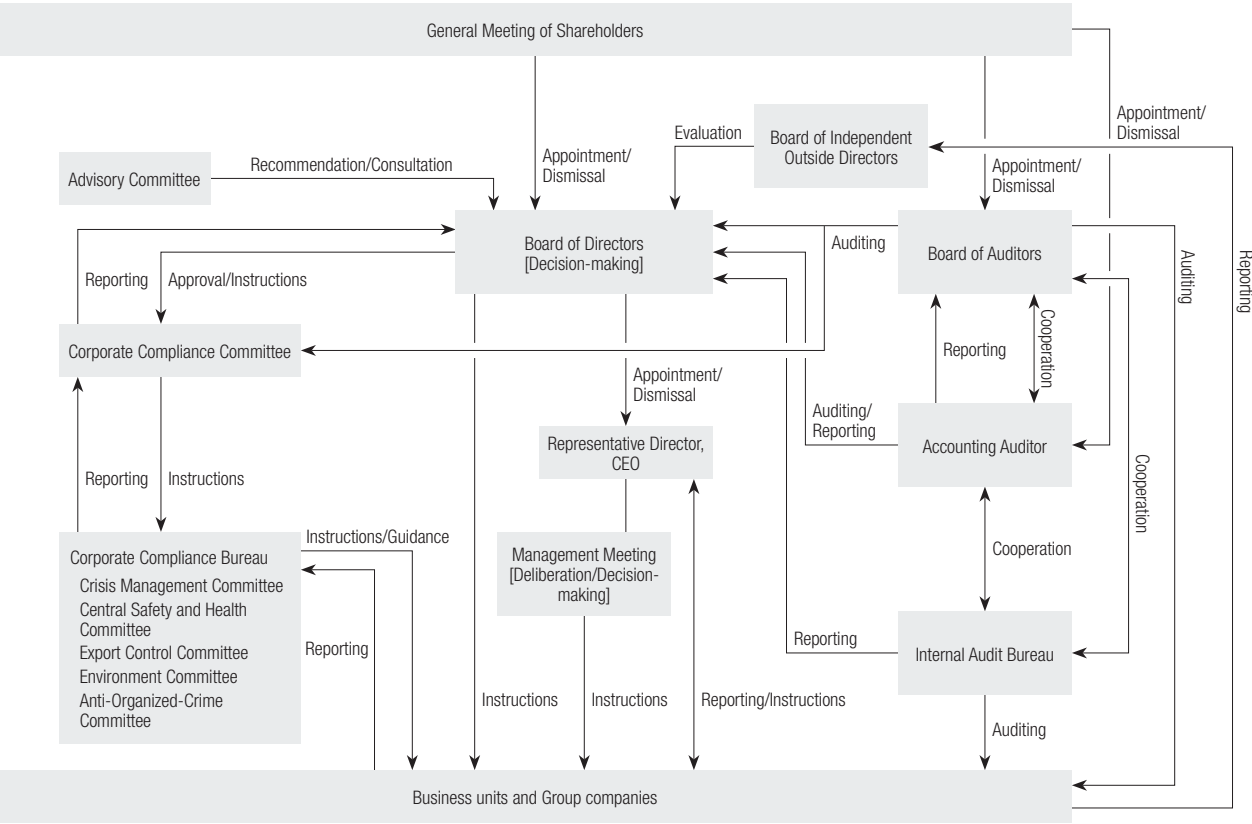 General Meeting of Shareholders
Appointment/
Dismissal
Evaluation
Board of Independent
Outside Directors
Recommendation/Consultation
Advisory Committee
Appointment/
Dismissal
Appointment/
Dismissal
Board of Directors
[Decision-making]
Auditing
Board of Auditors
Auditing
Reporting
Reporting
Approval/Instructions
Corporate Compliance Committee
Reporting
Cooperation
Appointment/
Dismissal
Auditing/
Reporting
Accounting Auditor
Representative Director,
CEO
Reporting
Instructions
Cooperation
Corporate Compliance Bureau
Crisis Management Committee
Central Safety and Health
Committee
Export Control Committee
Environment Committee
Anti-Organized-Crime
Committee
Instructions/Guidance
Management Meeting
[Deliberation/Decision-
making]
Cooperation
Reporting
Reporting
Internal Audit Bureau
Instructions
Instructions
Reporting/Instructions
Auditing
Business units and Group companies